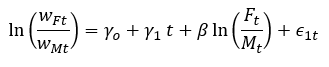 ln(w_{Ft}/w_{Mt}) = γ_o + γ_1 t + β ln(F_t/M_t) + ϵ_{1t}